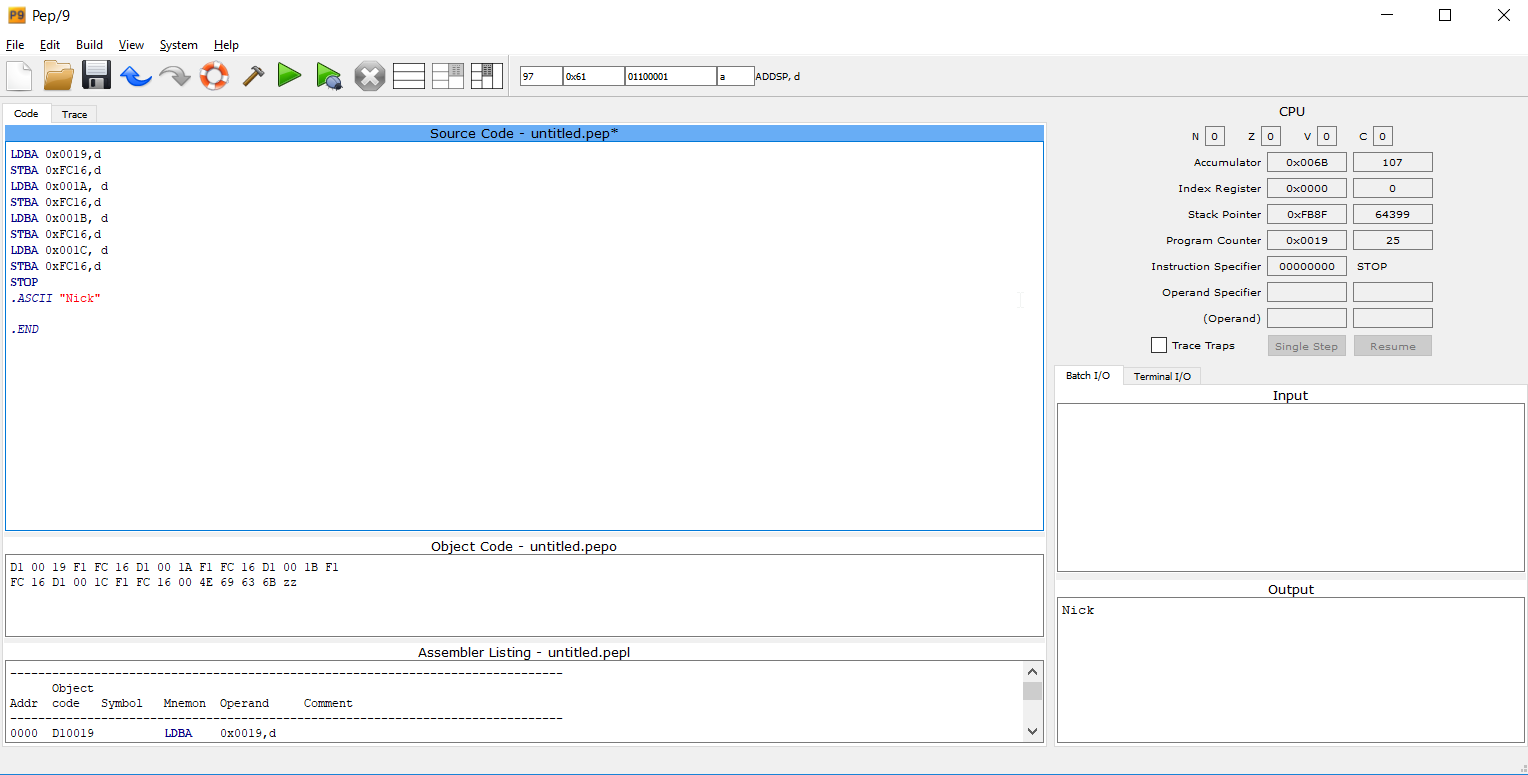 Pep/9
File Edit Build View System Help
97 0x61 01100001 a ADDSP, d
Code Trace
Source Code - untitled.pep*
LDBA 0x0019,d
STBA 0xFC16,d
LDBA 0x001A, d
STBA 0xFC16,d
LDBA 0x001B, d
STBA 0xFC16,d
LDBA 0x001C, d
STBA 0xFC16,d
STOP
.ASCII "Nick"
.END
Object Code - untitled.pepo
D1 00 19 F1 FC 16 D1 00 1A F1 FC 16 D1 00 1B F1
FC 16 D1 00 1C F1 FC 16 00 4E 69 63 6B zz
Assembler Listing - untitled.pepl
-------------------------------------------------------------------------------
Object
Addr code Symbol Mnemon Operand Comment
-------------------------------------------------------------------------------
0000 D10019 LDBA 0x0019,d
CPU
N 0 Z 0 V 0 C 0
Accumulator 0x006B 107
Index Register 0x0000 0
Stack Pointer 0xFB8F 64399
Program Counter 0x0019 25
Instruction Specifier 00000000 STOP
Operand Specifier
(Operand)
Trace Traps Single Step Resume
Batch I/O Terminal I/O
Input
Output
Nick